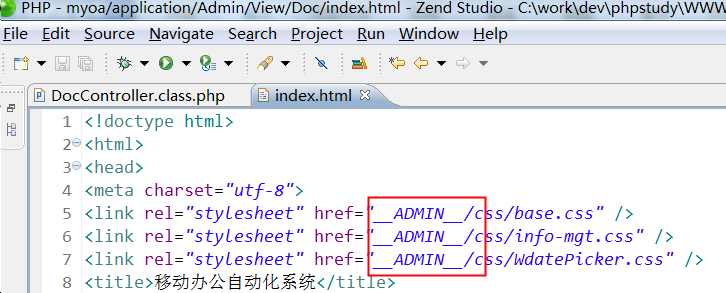 PHP - myoa/application/Admin/View/Doc/index.html - Zend Studio - C:\work\dev\phpstudy\WWW
File Edit Source Refactor Navigate Search Project Run Window Help
DocController.class.php index.html
1 <!doctype html>
2 <html>
3 <head>
4 <meta charset="utf-8">
5 <link rel="stylesheet" href="__ADMIN__/css/base.css" />
6 <link rel="stylesheet" href="__ADMIN__/css/info-mgt.css" />
7 <link rel="stylesheet" href="__ADMIN__/css/WdatePicker.css" />
8 <title>移动办公自动化系统</title>